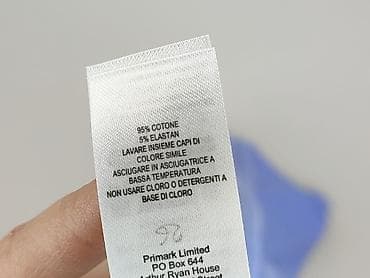 95% COTONE
5% ELASTAN
LAVARE INSIEME CAPI DI
COLORE SIMILE
ASCIUGARE IN ASCIUGATRICE A
BASSA TEMPERATURA
NON USARE CLORO O DETERGENTI A
BASE DI CLORO
Primark Limited
PO Box 644
Arthur Ryan House
Street